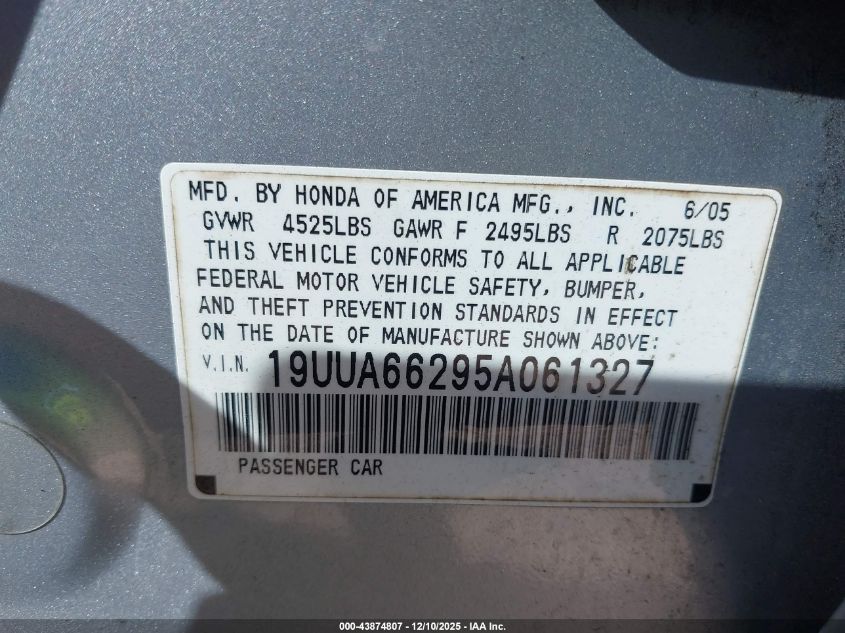 MFD. BY HONDA OF AMERICA MFG., INC. 6/05
GVWR 4525LBS GAWR F 2495LBS R 2075LBS
THIS VEHICLE CONFORMS TO ALL APPLICABLE
FEDERAL MOTOR VEHICLE SAFETY, BUMPER,
AND THEFT PREVENTION STANDARDS IN EFFECT
ON THE DATE OF MANUFACTURE SHOWN ABOVE:
V.I.N. 19UUA66295A061327
PASSENGER CAR
000-43874807 - 12/10/2025 - IAA Inc.